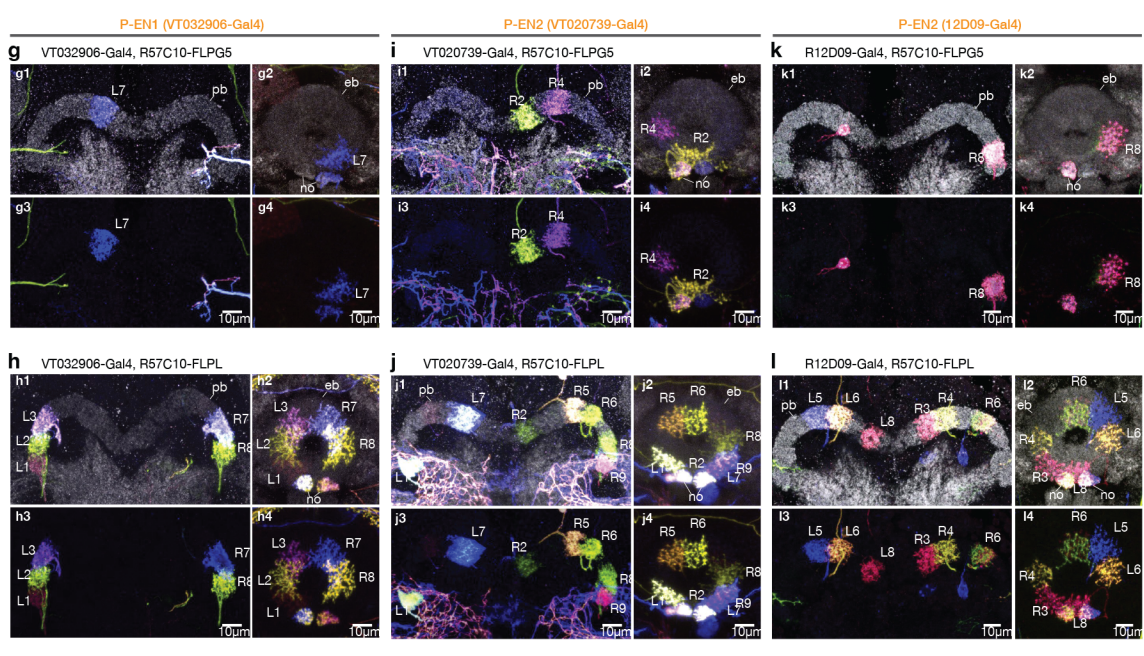 P-EN1 (VT032906-Gal4)
P-EN2 (VT020739-Gal4)
P-EN2 (12D09-Gal4)
g VT032906-Gal4, R57C10-FLPG5
g1 L7 pb
g2 eb L7 no
g3 L7 10μm
g4 L7 10μm
i VT020739-Gal4, R57C10-FLPG5
i1 R2 R4 pb
i2 eb R4 R2 no
i3 R2 R4 10μm
i4 R4 R2 10μm
k R12D09-Gal4, R57C10-FLPG5
k1 pb R8
k2 eb R8 no
k3 R8 10μm
k4 R8 10μm
h VT032906-Gal4, R57C10-FLPL
h1 pb L3 R7 L2 R8 L1
h2 eb L3 R7 L2 R8 L1 no
h3 L3 R7 L2 R8 L1 10μm
h4 L3 R7 L2 R8 L1 10μm
j VT020739-Gal4, R57C10-FLPL
j1 pb L7 R2 R5 R6 R8 L1 R9
j2 R5 R6 eb R8 L1 R2 R9 no
j3 L7 R2 R5 R6 R8 L1 R9 10μm
j4 R5 R6 R8 L1 R2 R9 L7 10μm
l R12D09-Gal4, R57C10-FLPL
l1 pb L5 L6 L8 R3 R4 R6
l2 R6 eb L5 R4 L6 R3 no L8 no
l3 L5 L6 L8 R3 R4 R6 10μm
l4 R6 L5 R4 L6 R3 L8 10μm